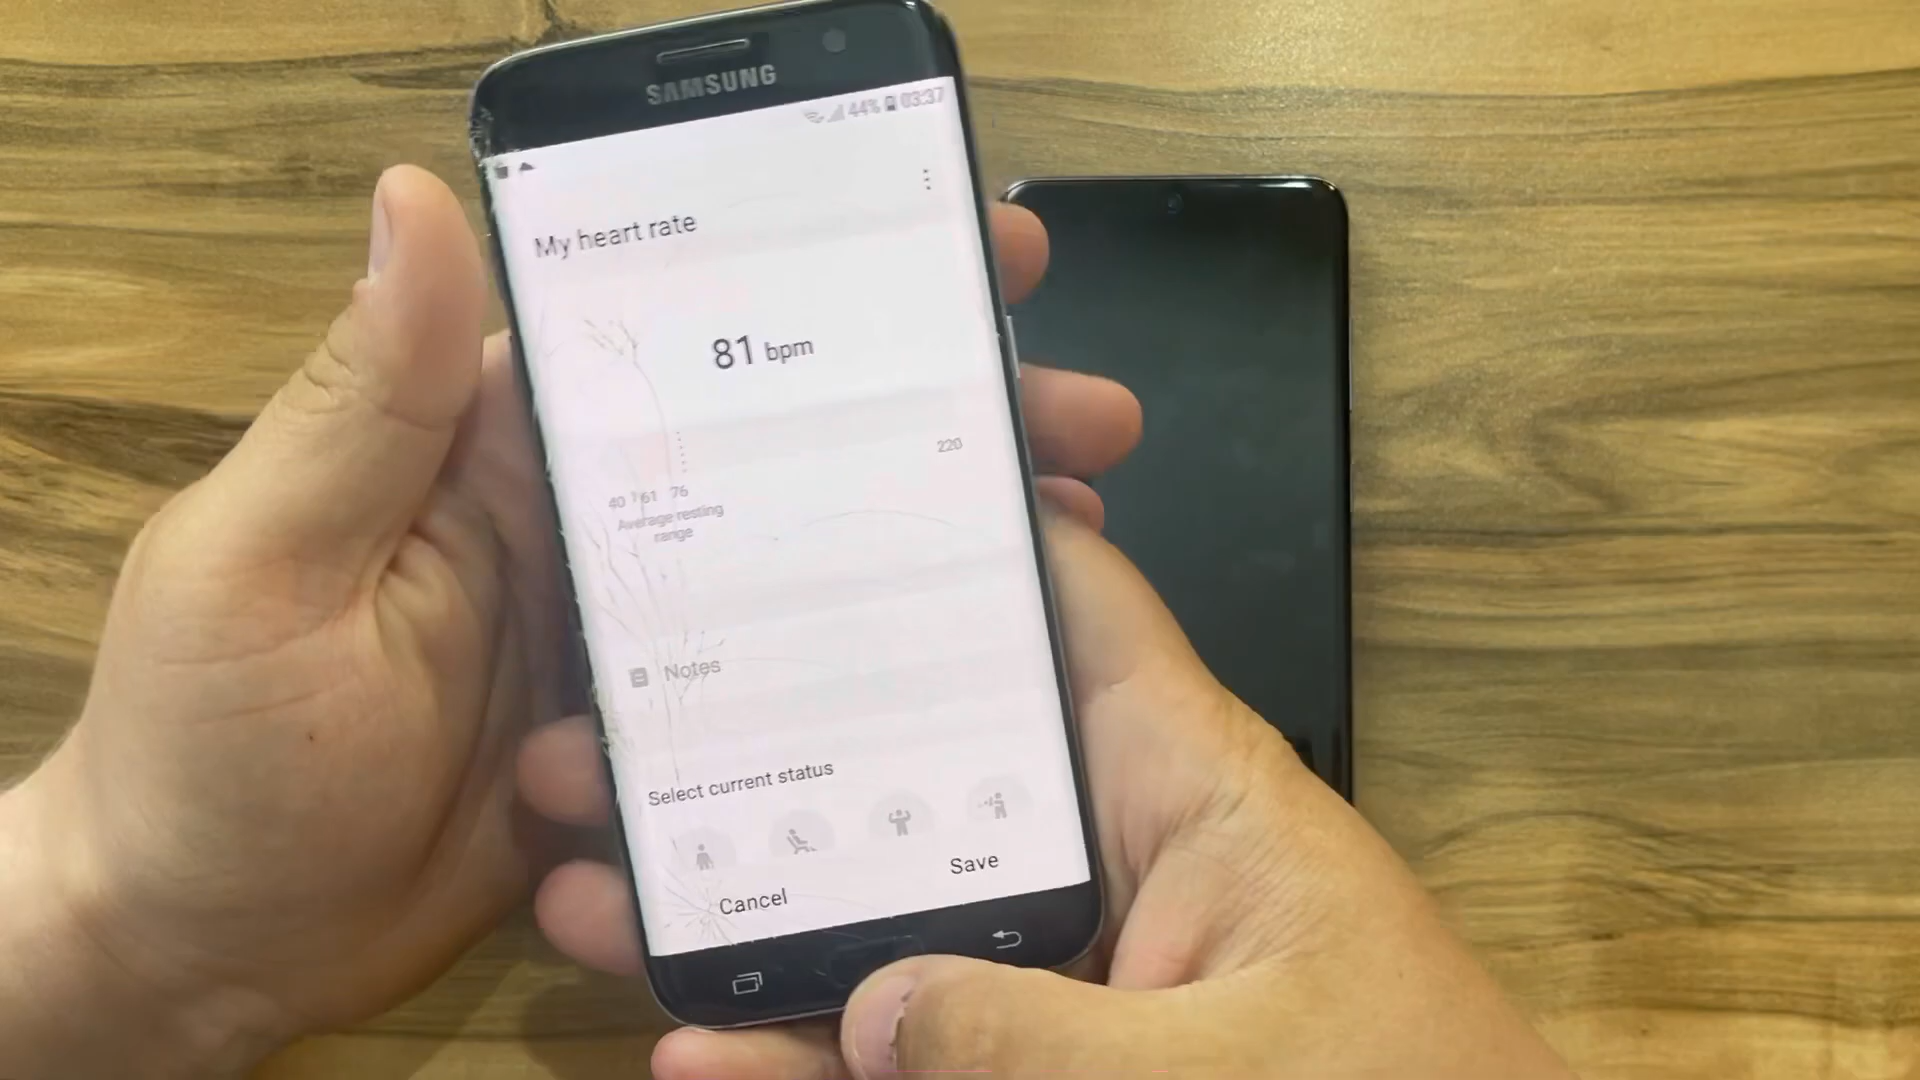 SAMSUNG
44% 03:37
My heart rate
81 bpm
220
40 61 76
Average resting
range
Notes
Select current status
Cancel
Save